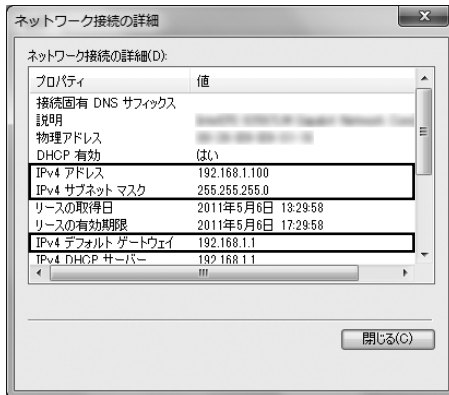 ネットワーク接続の詳細
ネットワーク接続の詳細(D):
プロパティ 値
接続固有 DNS サフィックス
説明
物理アドレス
DHCP 有効 はい
IPv4 アドレス 192.168.1.100
IPv4 サブネット マスク 255.255.255.0
リースの取得日 2011年5月6日 13:29:58
リースの有効期限 2011年5月6日 17:29:58
IPv4 デフォルト ゲートウェイ 192.168.1.1
IPv4 DHCP サーバー 192.168.1.1
閉じる(C)